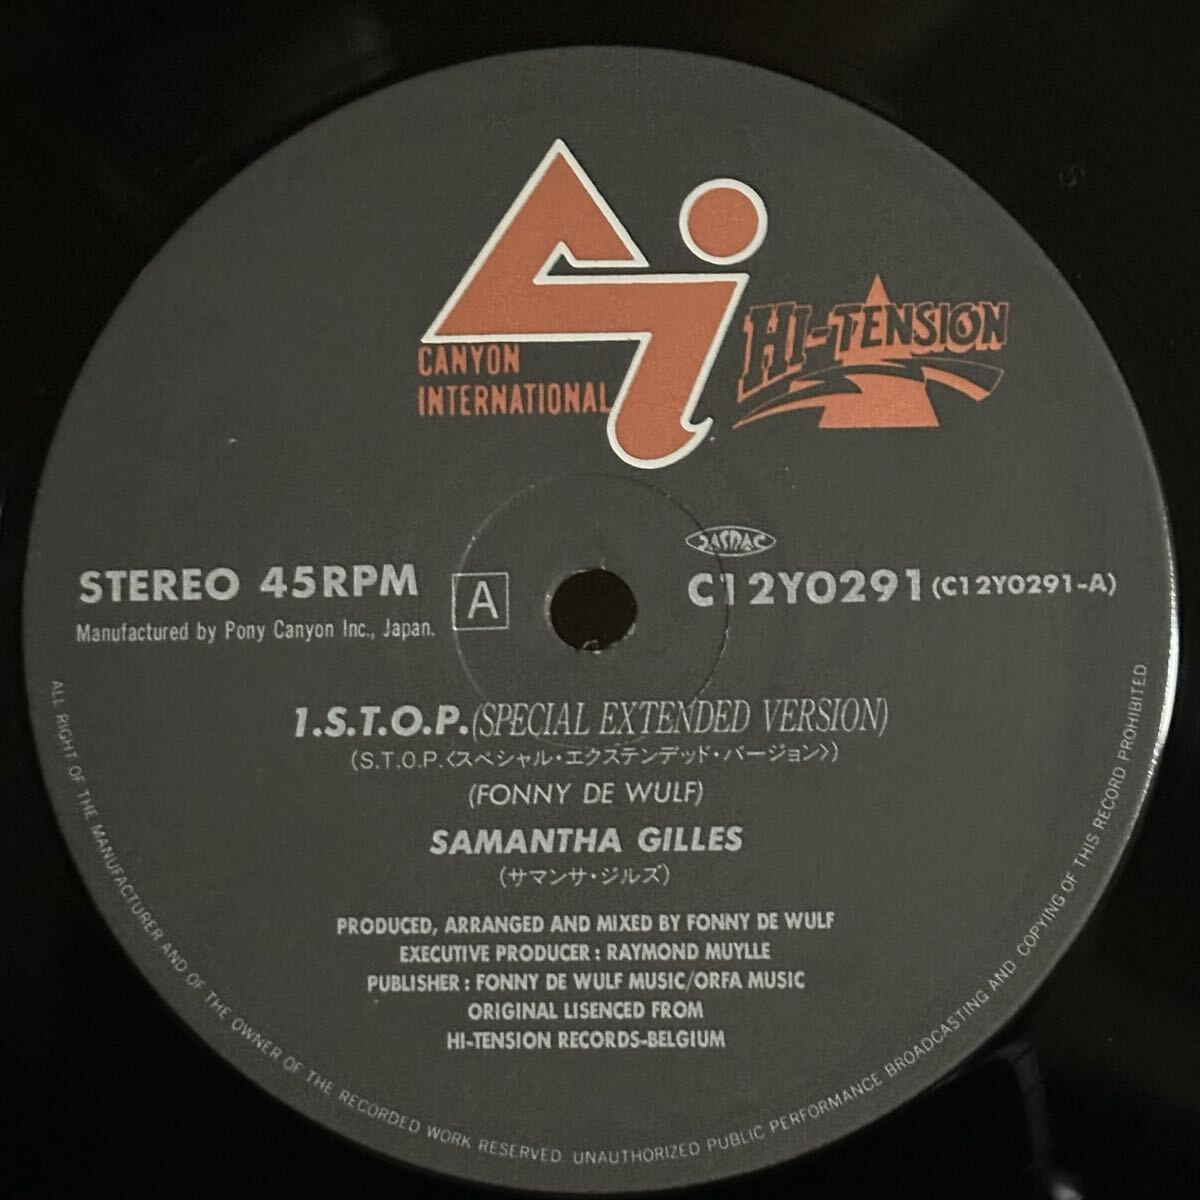 CANYON
INTERNATIONAL
HI-TENSION
JASRAC
STEREO 45RPM
A
C12Y0291 (C12Y0291-A)
Manufactured by Pony Canyon Inc., Japan.
1.S.T.O.P.(SPECIAL EXTENDED VERSION)
(S.T.O.P.〈スペシャル・エクステンデッド・バージョン〉)
(FONNY DE WULF)
SAMANTHA GILLES
(サマンサ・ジルズ)
PRODUCED, ARRANGED AND MIXED BY FONNY DE WULF
EXECUTIVE PRODUCER : RAYMOND MUYLLE
PUBLISHER : FONNY DE WULF MUSIC/ORFA MUSIC
ORIGINAL LISENCED FROM
HI-TENSION RECORDS-BELGIUM
ALL RIGHT OF THE MANUFACTURER AND OF THE OWNER OF THE RECORDED WORK RESERVED. UNAUTHORIZED PUBLIC PERFORMANCE BROADCASTING AND COPYING OF THIS RECORD PROHIBITED